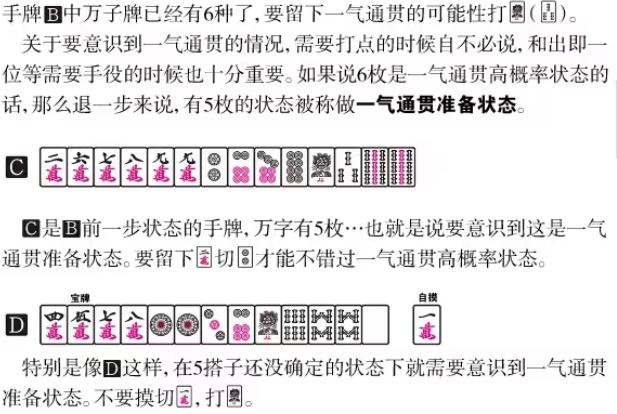 手牌B中万子牌已经有6种了,要留下一气通贯的可能性打( )。
关于要意识到一气通贯的情况,需要打点的时候自不必说,和出即一
位等需要手役的时候也十分重要。如果说6枚是一气通贯高概率状态的
话,那么退一步来说,有5枚的状态被称做一气通贯准备状态。
C 二萬 六萬 七萬 八萬 九萬 九萬
C是B前一步状态的手牌,万字有5枚…也就是说要意识到这是一气
通贯准备状态。要留下二萬切 才能不错过一气通贯高概率状态。
宝牌 自摸
D 四萬 伍萬 七萬 八萬 一萬
特别是像D这样,在5搭子还没确定的状态下就需要意识到一气通贯
准备状态。不要摸切一萬,打 。